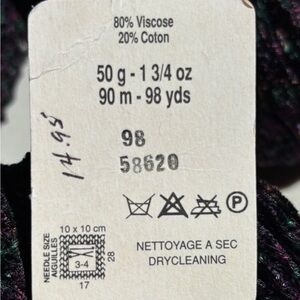 80% Viscose
20% Cotton
50 g - 1 3/4 oz
90 m - 98 yds
14.95
98
58620
P
10 x 10 cm
NEEDLE SIZE
AIGUILLES
3-4
28
17
NETTOYAGE A SEC
DRYCLEANING